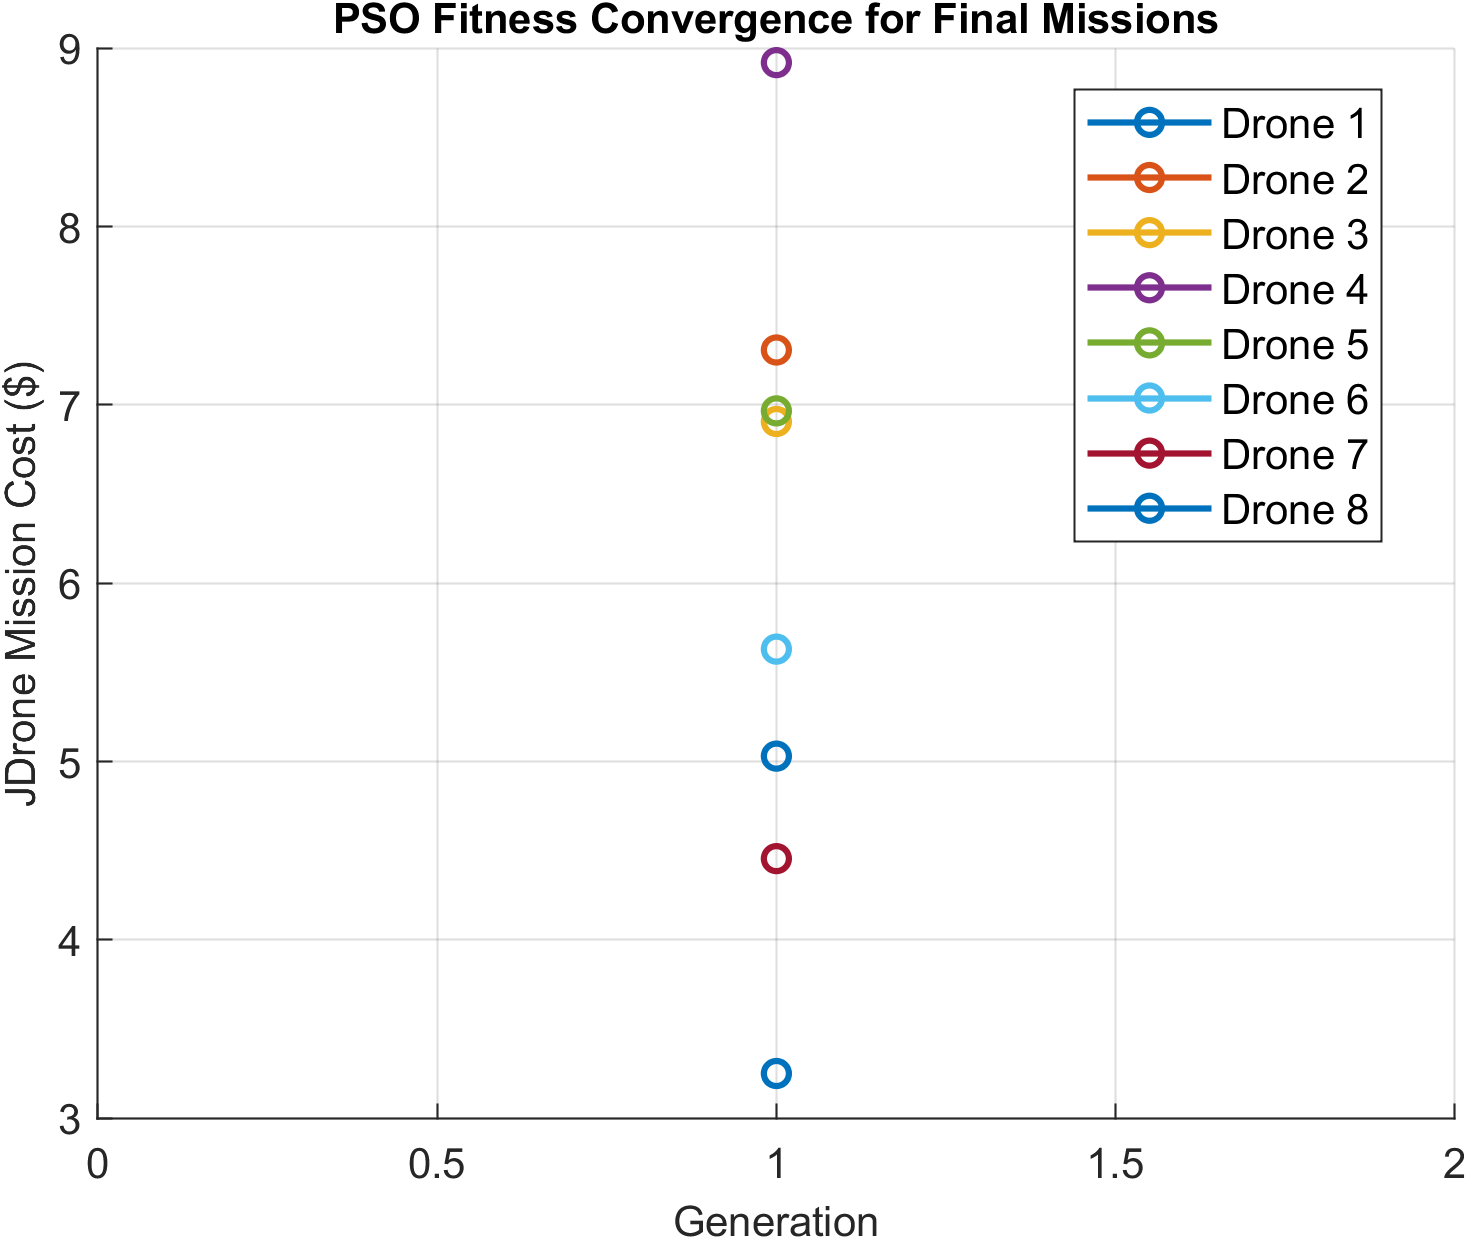 PSO Fitness Convergence for Final Missions
9
8
7
6
5
4
3
JDrone Mission Cost ($)
Drone 1
Drone 2
Drone 3
Drone 4
Drone 5
Drone 6
Drone 7
Drone 8
0 0.5 1 1.5 2
Generation